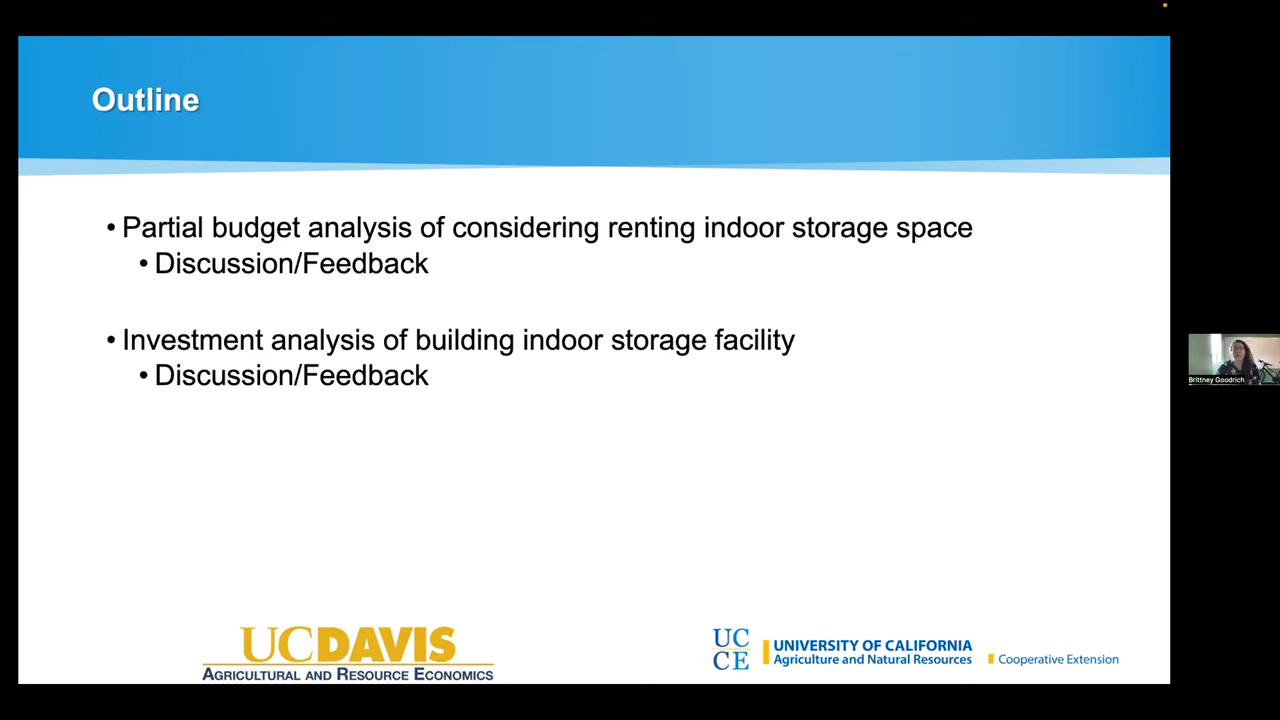 Outline
• Partial budget analysis of considering renting indoor storage space
• Discussion/Feedback
• Investment analysis of building indoor storage facility
• Discussion/Feedback
Brittney Goodrich
UCDAVIS
AGRICULTURAL AND RESOURCE ECONOMICS
UC
CE
UNIVERSITY OF CALIFORNIA
Agriculture and Natural Resources
Cooperative Extension